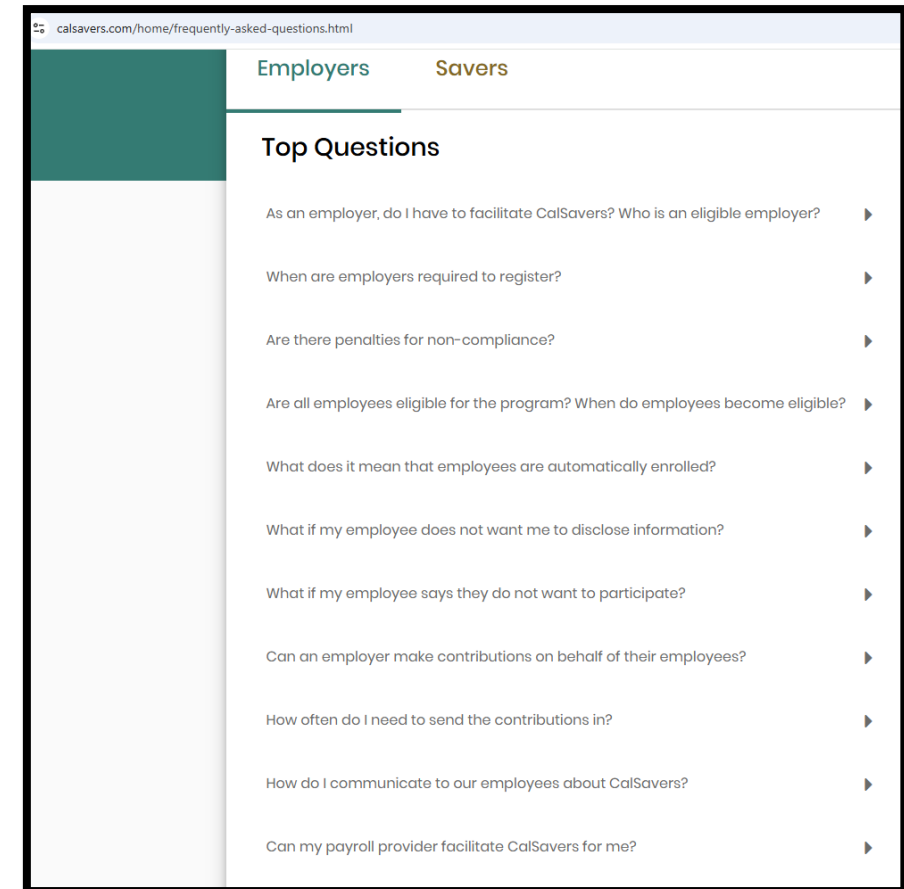 calsavers.com/home/frequently-asked-questions.html
Employers Savers
Top Questions
As an employer, do I have to facilitate CalSavers? Who is an eligible employer?
When are employers required to register?
Are there penalties for non-compliance?
Are all employees eligible for the program? When do employees become eligible?
What does it mean that employees are automatically enrolled?
What if my employee does not want me to disclose information?
What if my employee says they do not want to participate?
Can an employer make contributions on behalf of their employees?
How often do I need to send the contributions in?
How do I communicate to our employees about CalSavers?
Can my payroll provider facilitate CalSavers for me?